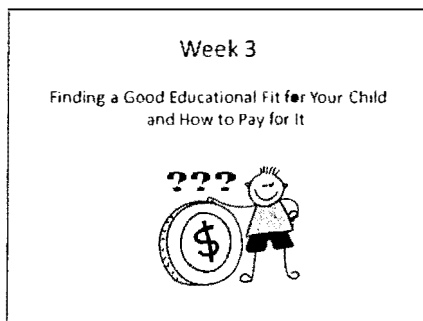 Week 3
Finding a Good Educational Fit for Your Child
and How to Pay for It
???
$